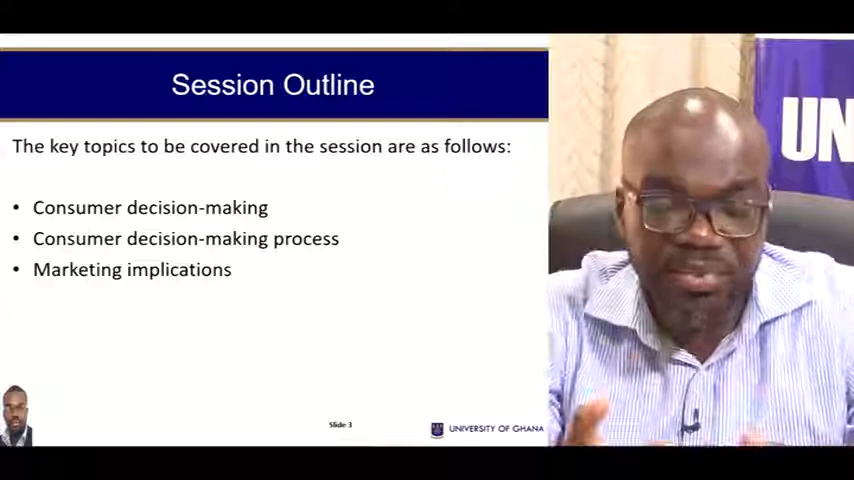 Session Outline
The key topics to be covered in the session are as follows:
• Consumer decision-making
• Consumer decision-making process
• Marketing implications
Slide 3
UNIVERSITY OF GHANA
UN